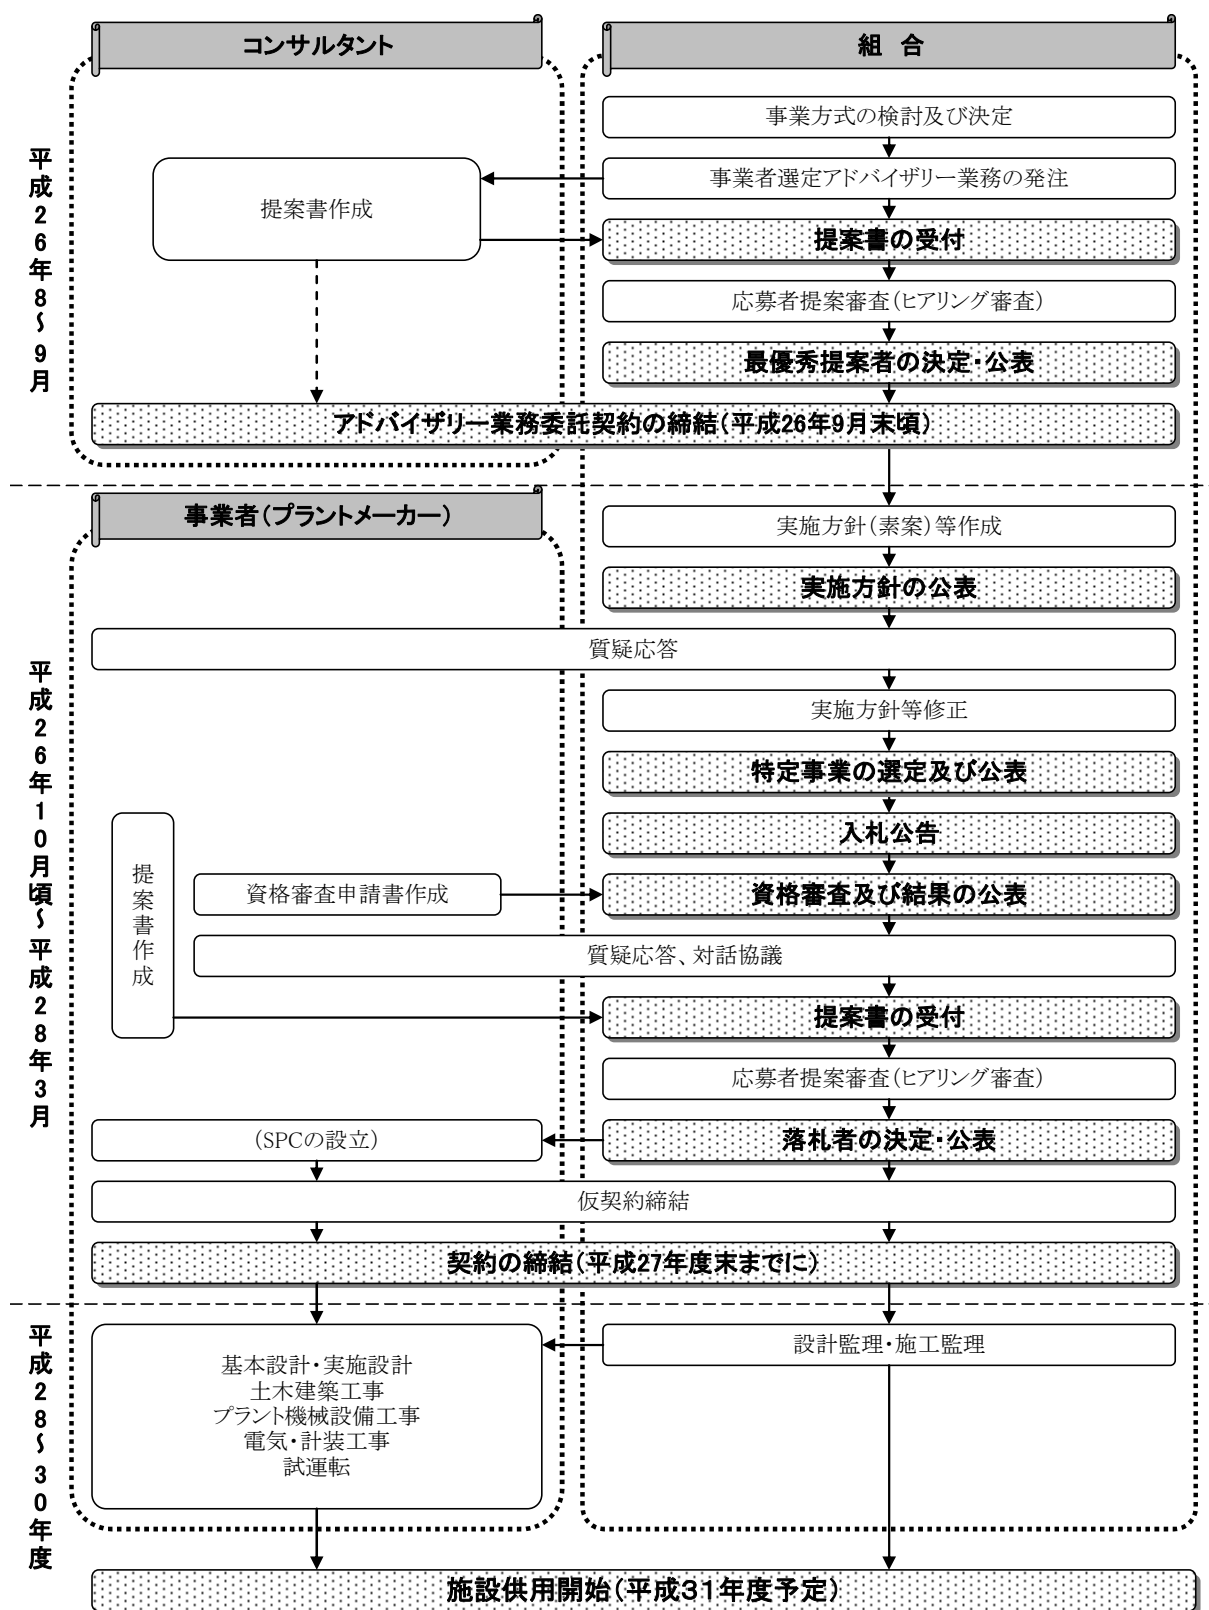 コンサルタント
組 合
平成26年8～9月
事業方式の検討及び決定
事業者選定アドバイザリー業務の発注
提案書作成
提案書の受付
応募者提案審査(ヒアリング審査)
最優秀提案者の決定・公表
アドバイザリー業務委託契約の締結(平成26年9月末頃)
事業者(プラントメーカー)
平成26年10月頃～平成28年3月
実施方針(素案)等作成
実施方針の公表
質疑応答
実施方針等修正
特定事業の選定及び公表
入札公告
提案書作成
資格審査申請書作成
資格審査及び結果の公表
質疑応答、対話協議
提案書の受付
応募者提案審査(ヒアリング審査)
(SPCの設立)
落札者の決定・公表
仮契約締結
契約の締結(平成27年度末までに)
平成28～30年度
設計監理・施工監理
基本設計・実施設計
土木建築工事
プラント機械設備工事
電気・計装工事
試運転
施設供用開始(平成31年度予定)